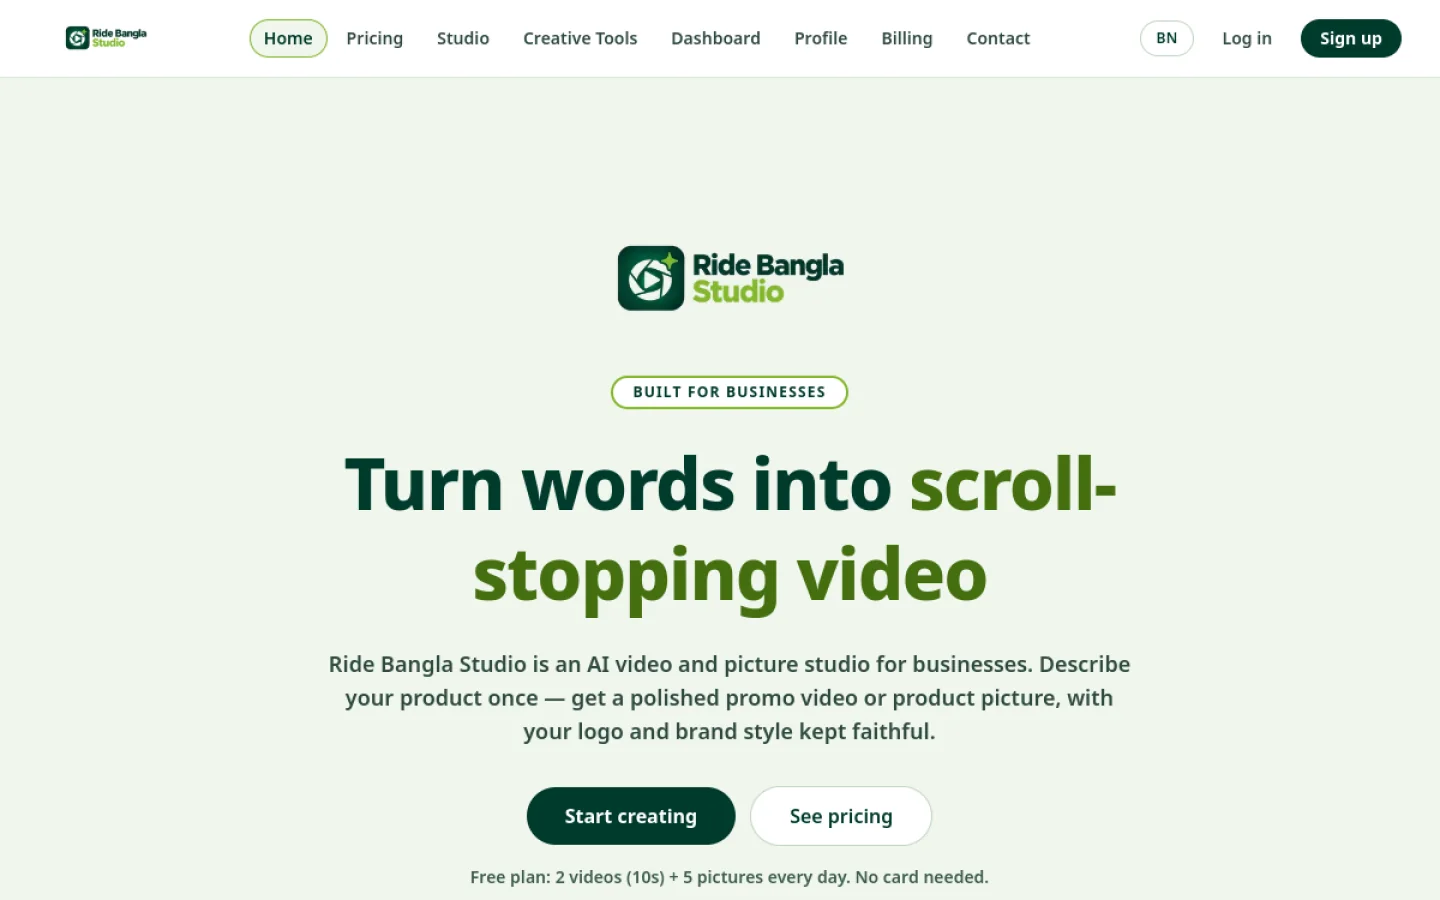 Ride Bangla
Studio
Home
Pricing
Studio
Creative Tools
Dashboard
Profile
Billing
Contact
BN
Log in
Sign up
Ride Bangla
Studio
BUILT FOR BUSINESSES
Turn words into scroll-
stopping video
Ride Bangla Studio is an AI video and picture studio for businesses. Describe
your product once — get a polished promo video or product picture, with
your logo and brand style kept faithful.
Start creating
See pricing
Free plan: 2 videos (10s) + 5 pictures every day. No card needed.